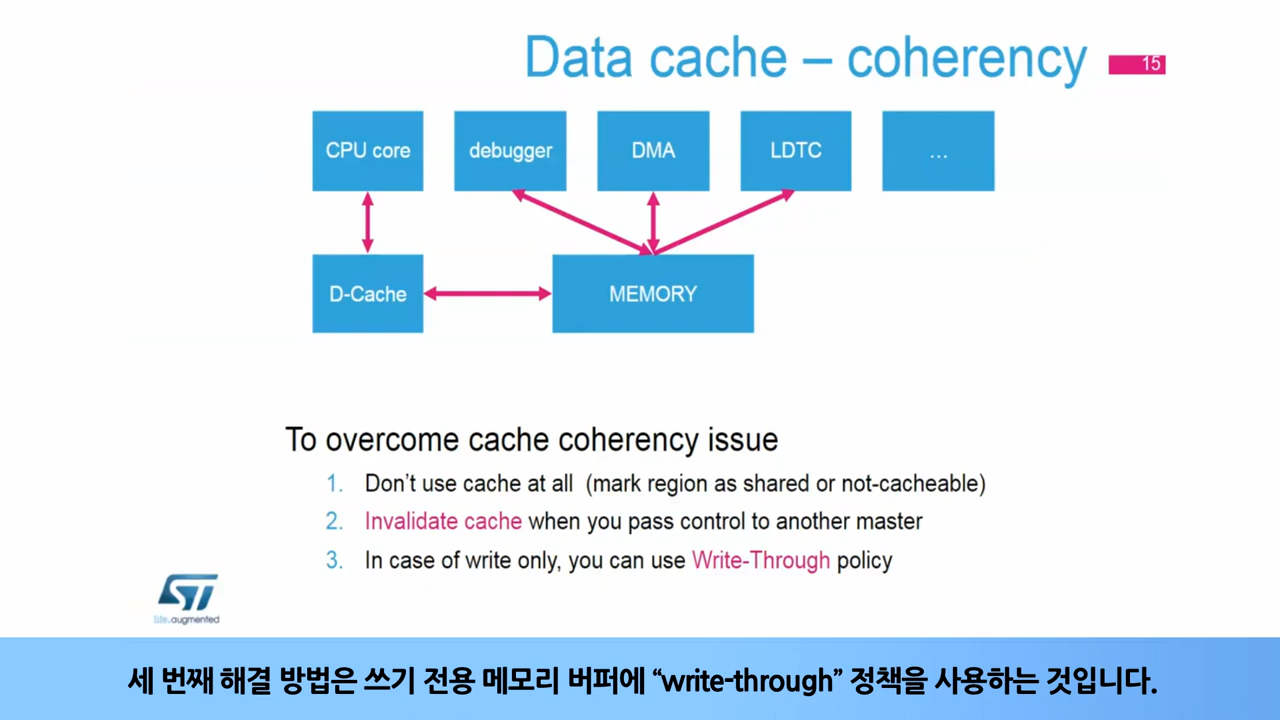 Data cache – coherency
15
CPU core
debugger
DMA
LDTC
...
D-Cache
MEMORY
To overcome cache coherency issue
1. Don't use cache at all (mark region as shared or not-cacheable)
2. Invalidate cache when you pass control to another master
3. In case of write only, you can use Write-Through policy
ST
life.augmented
세 번째 해결 방법은 쓰기 전용 메모리 버퍼에 “write-through” 정책을 사용하는 것입니다.